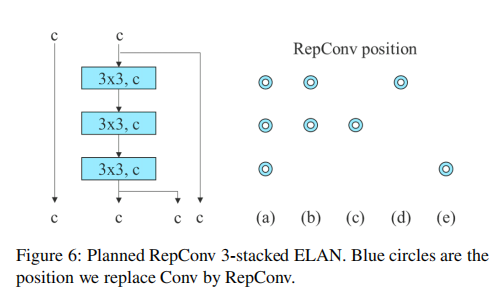 c c
RepConv position
3x3, c
3x3, c
3x3, c
c c c c (a) (b) (c) (d) (e)
Figure 6: Planned RepConv 3-stacked ELAN. Blue circles are the
position we replace Conv by RepConv.